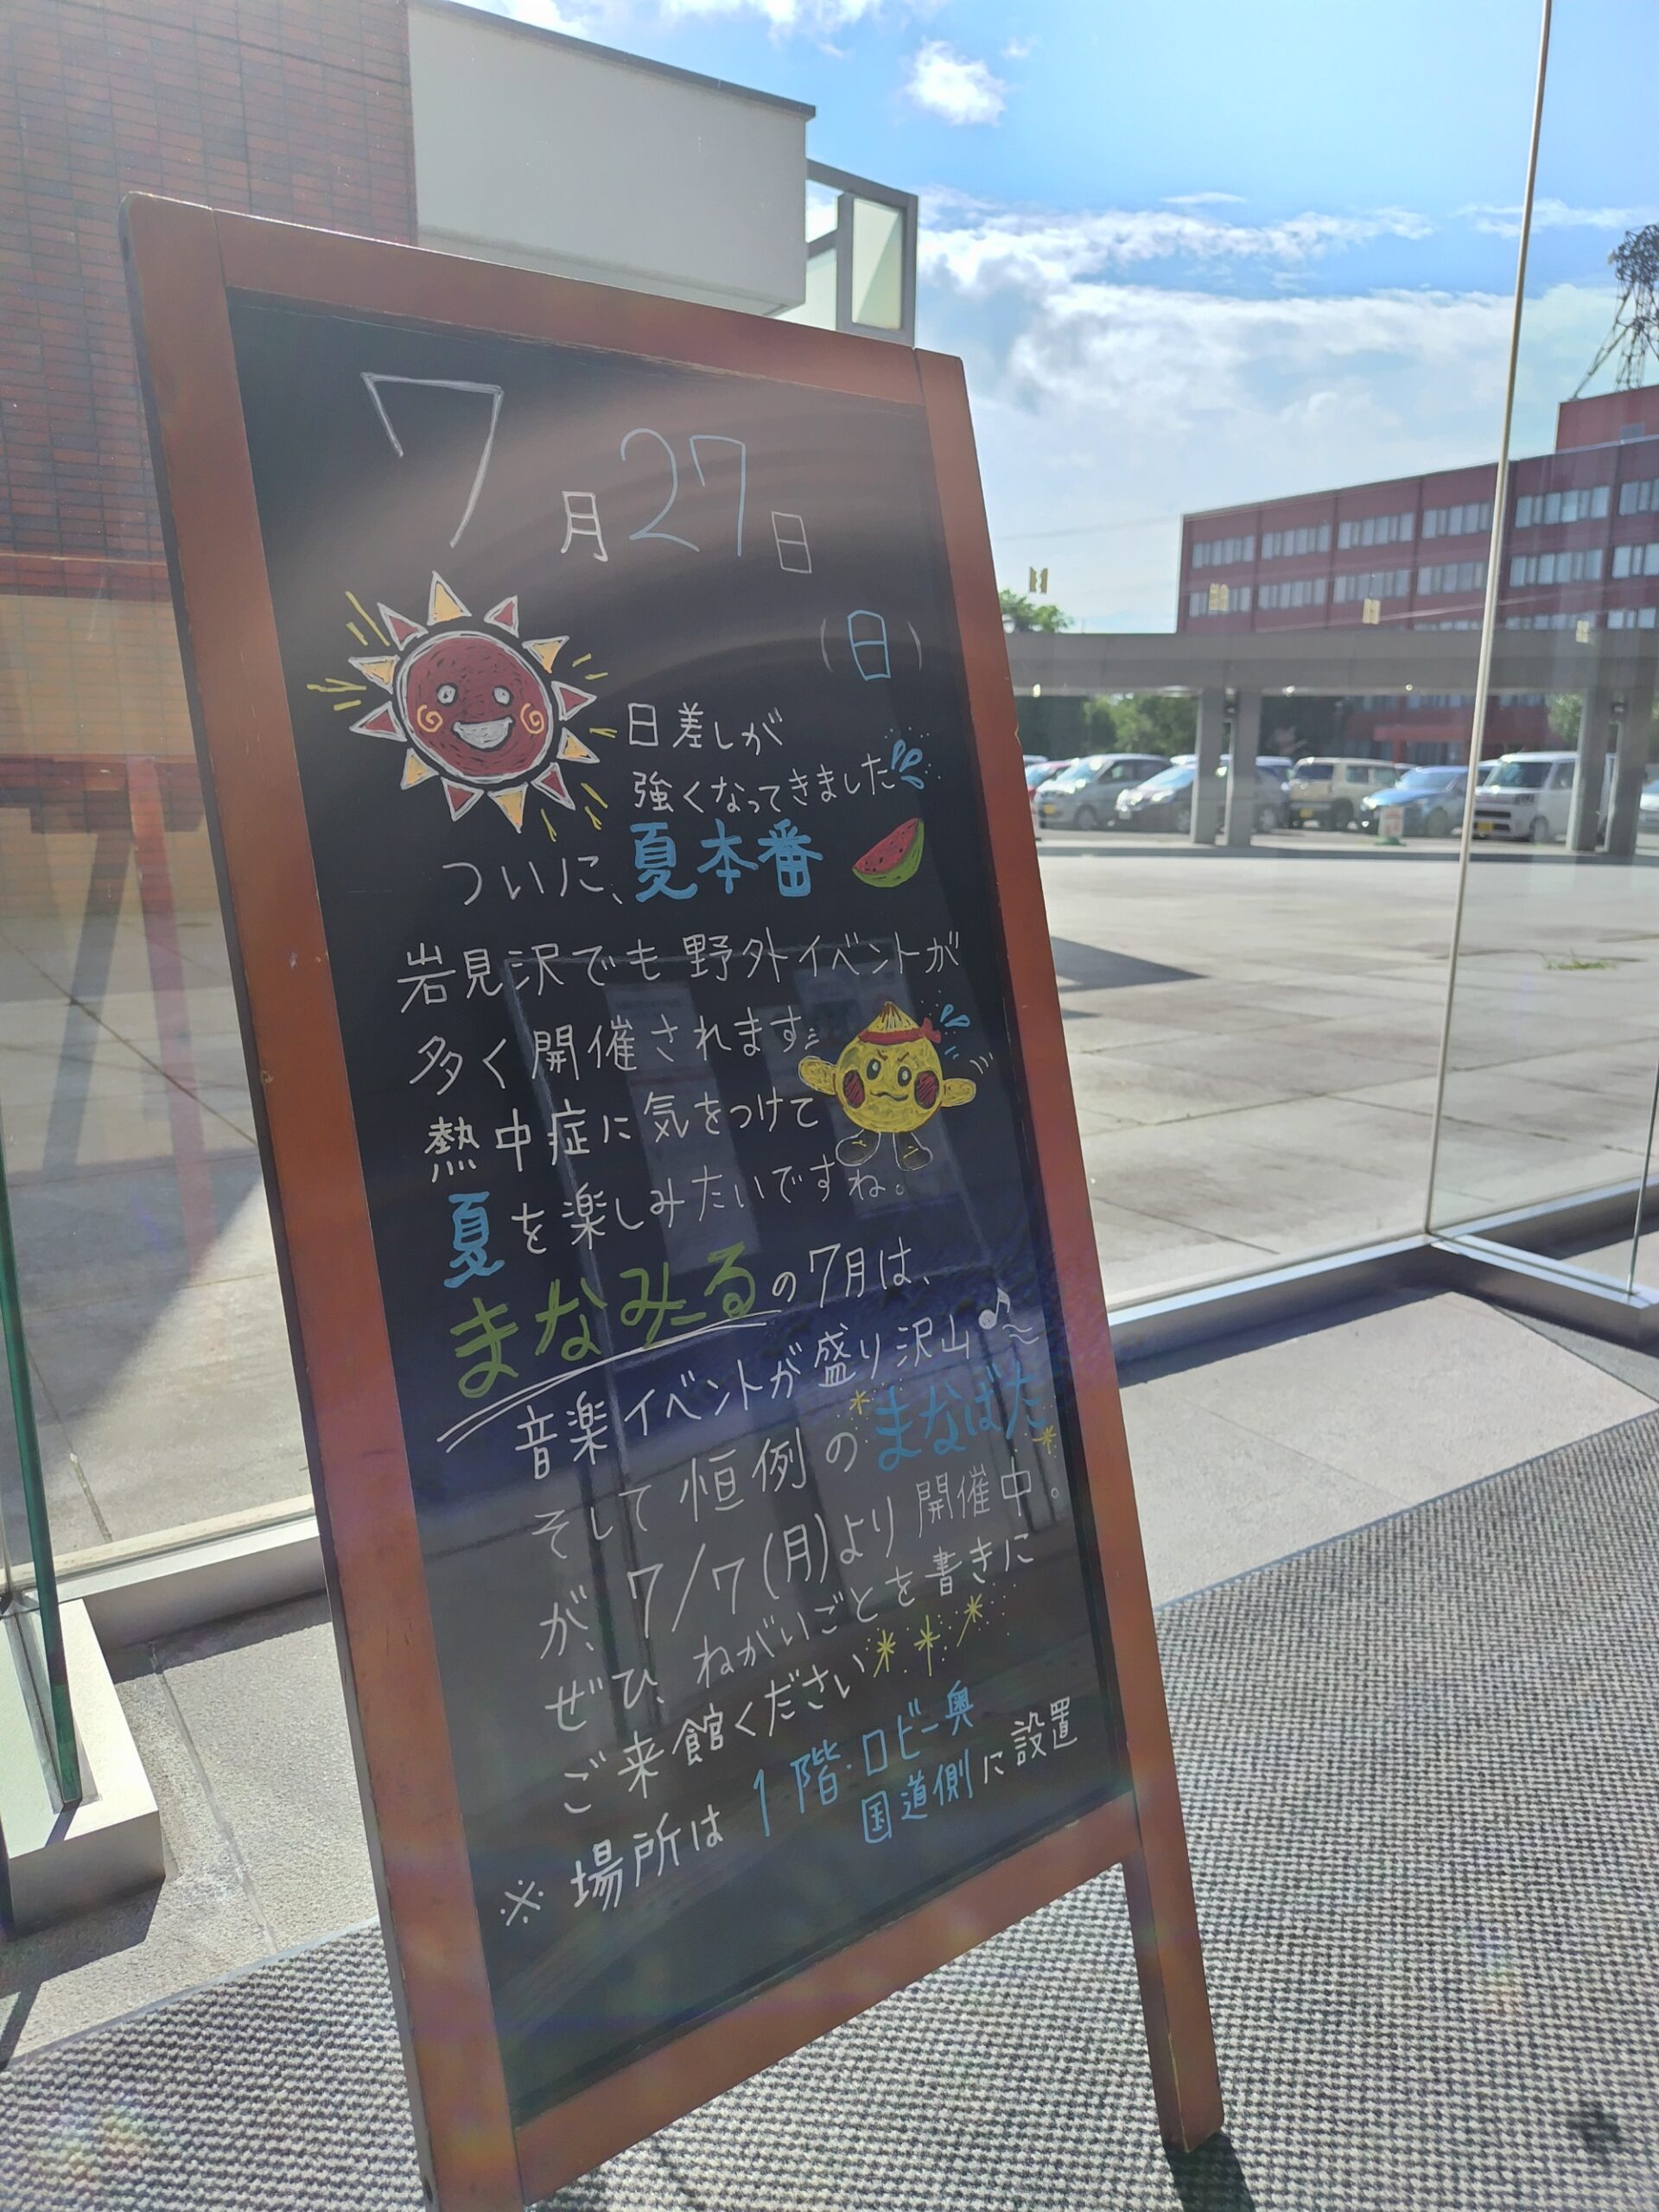 7月27日
(日)
日差しが
強くなってきました
ついに、夏本番
岩見沢でも野外イベントが
多く開催されます。
熱中症に気をつけて
夏を楽しみたいですね。
まなみーるの7月は、
音楽イベントが盛り沢山♪〜
そして恒例のまなばた
が、7/7(月)より開催中。
ぜひ、ねがいごとを書きに
ご来館ください
※場所は1階・ロビー奥
国道側に設置